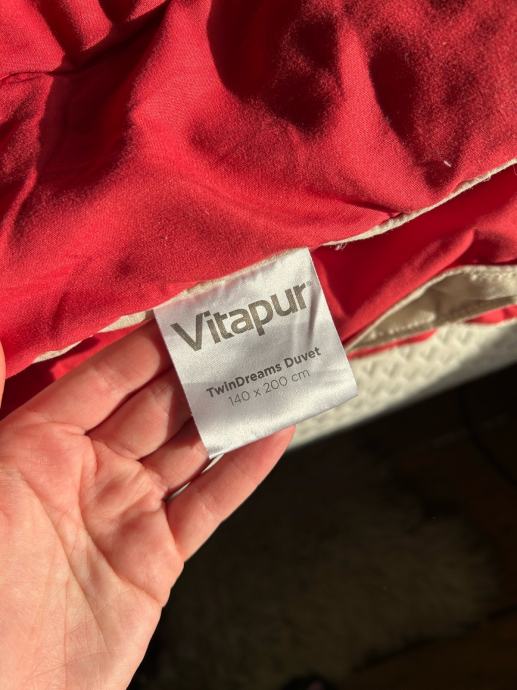 Vitapur®
TwinDreams Duvet
140 x 200 cm